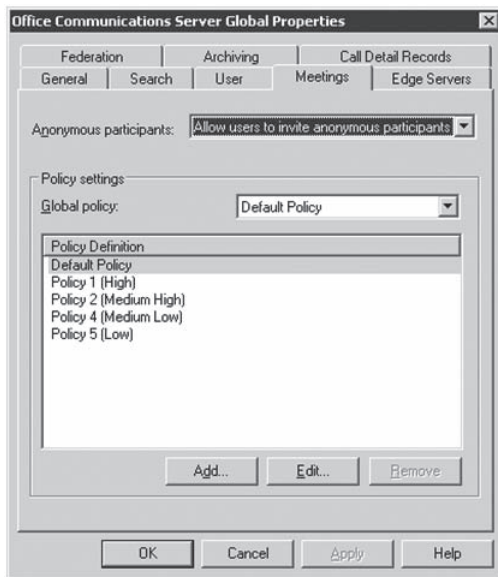 Office Communications Server Global Properties
Federation Archiving Call Detail Records
General Search User Meetings Edge Servers
Anonymous participants: Allow users to invite anonymous participants
Policy settings
Global policy: Default Policy
Policy Definition
Default Policy
Policy 1 (High)
Policy 2 (Medium High)
Policy 4 (Medium Low)
Policy 5 (Low)
Add... Edit... Remove
OK Cancel Apply Help